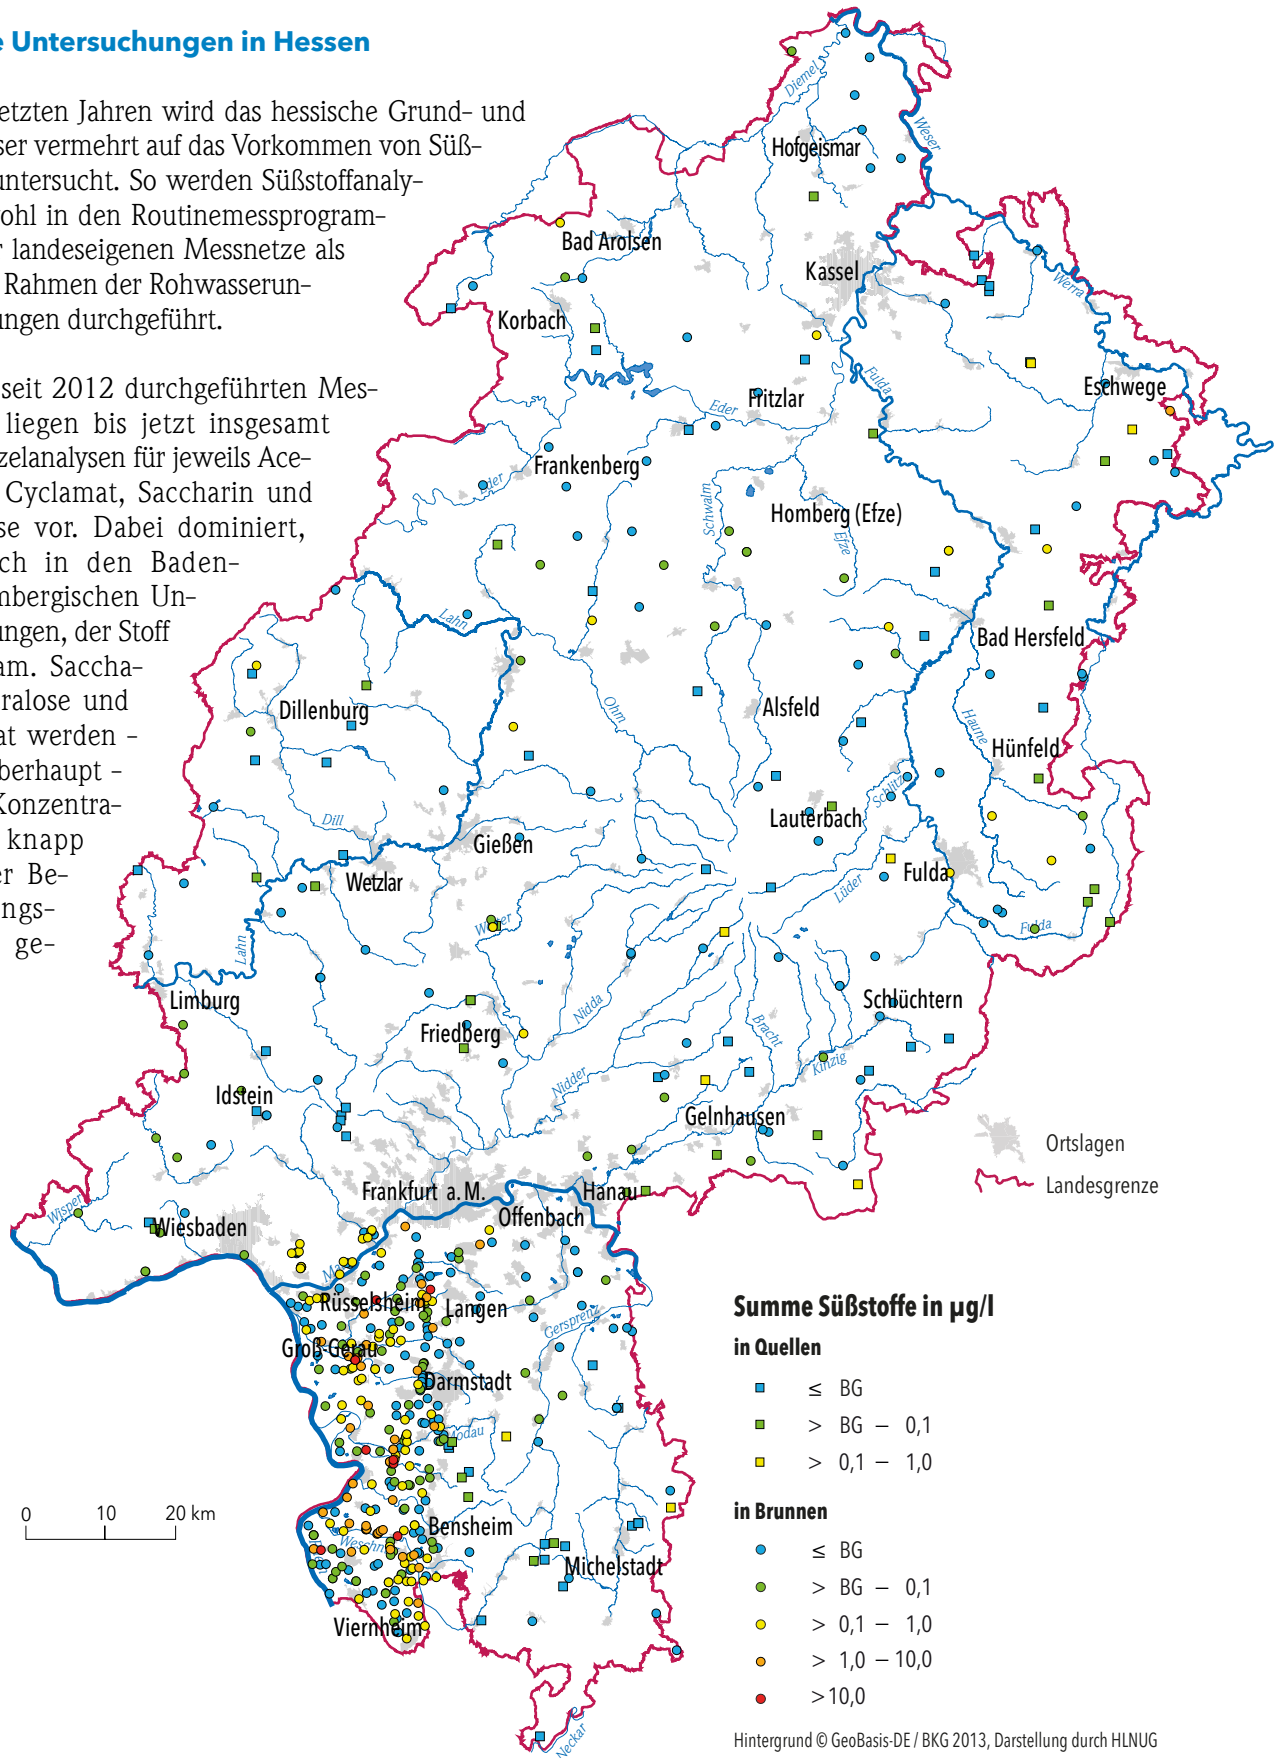 e Untersuchungen in Hessen
etzten Jahren wird das hessische Grund- und
ser vermehrt auf das Vorkommen von Süß-
untersucht. So werden Süßstoffanaly-
ohl in den Routinemessprogram-
r landeseigenen Messnetze als
Rahmen der Rohwasserun-
ungen durchgeführt.
seit 2012 durchgeführten Mes-
liegen bis jetzt insgesamt
zelanalysen für jeweils Ace-
Cyclamat, Saccharin und
se vor. Dabei dominiert,
ch in den Baden-
mbergischen Un-
ungen, der Stoff
am. Saccha-
ralose und
at werden -
berhaupt -
Konzentra-
knapp
er Be-
ngs-
ge-
Diemel
Weser
Hofgeismar
Bad Arolsen
Kassel
Werra
Korbach
Eschwege
Fulda
Fritzlar
Eder
Frankenberg
Eder
Schwalm
Homberg (Efze)
Efze
Lahn
Bad Hersfeld
Dillenburg
Ohm
Alsfeld
Haune
Hünfeld
Schlitz
Lauterbach
Dill
Gießen
Wetzlar
Fulda
Lüder
Wetter
Fulda
Lahn
Limburg
Schlüchtern
Nidda
Friedberg
Bracht
Kinzig
Nidder
Idstein
Gelnhausen
Frankfurt a.M.
Hanau
Offenbach
Wisper
Wiesbaden
Rüsselsheim
Langen
Gersprenz
Groß-Gerau
Darmstadt
Modau
Bensheim
Michelstadt
Viernheim
Neckar
Ortslagen
Landesgrenze
0 10 20 km
Summe Süßstoffe in µg/l
in Quellen
≤ BG
> BG – 0,1
> 0,1 – 1,0
in Brunnen
≤ BG
> BG – 0,1
> 0,1 – 1,0
> 1,0 – 10,0
>10,0
Hintergrund © GeoBasis-DE / BKG 2013, Darstellung durch HLNUG